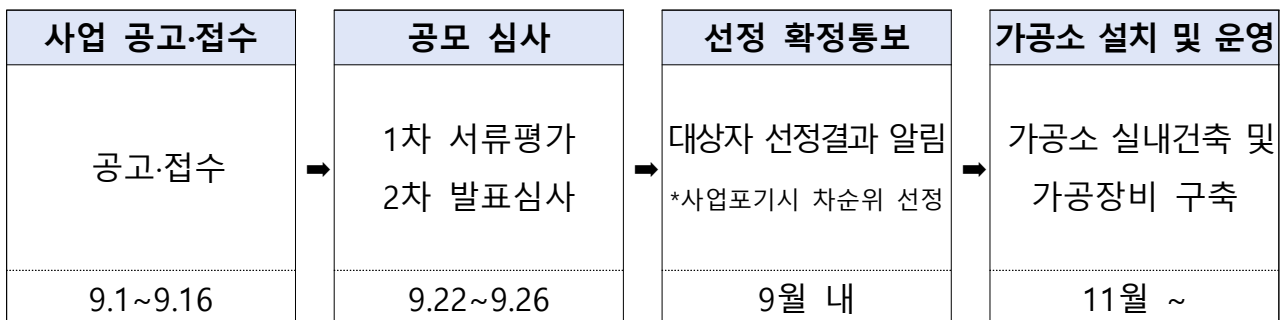 사업 공고·접수
공고·접수
9.1~9.16
➡
공모 심사
1차 서류평가
2차 발표심사
9.22~9.26
➡
선정 확정통보
대상자 선정결과 알림
*사업포기시 차순위 선정
9월 내
➡
가공소 설치 및 운영
가공소 실내건축 및
가공장비 구축
11월 ~